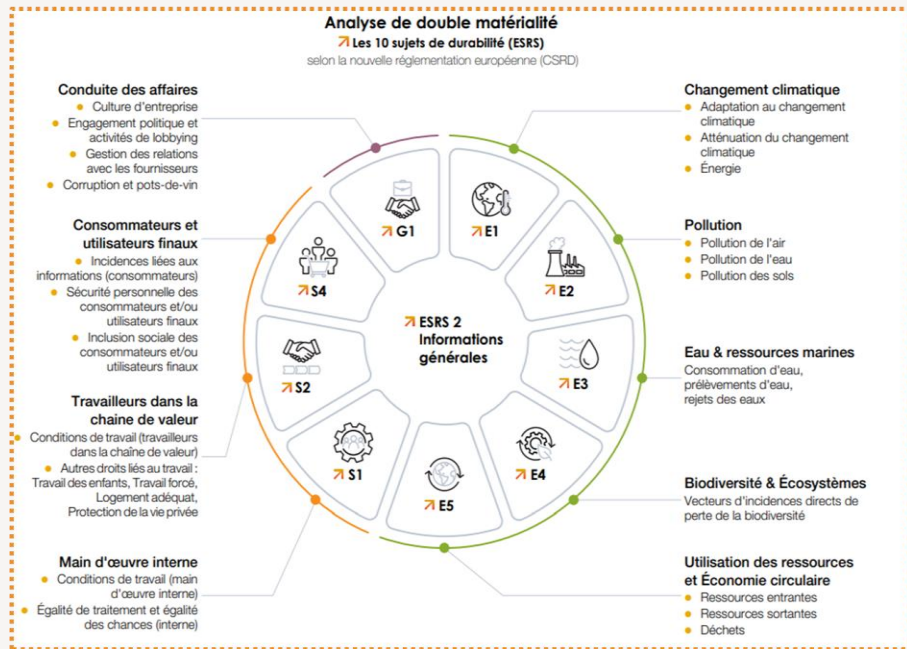 Analyse de double matérialité
Les 10 sujets de durabilité (ESRS)
selon la nouvelle réglementation européenne (CSRD)
Conduite des affaires
Culture d'entreprise
Engagement politique et
activités de lobbying
Gestion des relations
avec les fournisseurs
Corruption et pots-de-vin
Consommateurs et
utilisateurs finaux
Incidences liées aux
informations (consommateurs)
Sécurité personnelle des
consommateurs et/ou
utilisateurs finaux
Inclusion sociale des
consommateurs et/ou
utilisateurs finaux
Travailleurs dans la
chaîne de valeur
Conditions de travail (travailleurs
dans la chaîne de valeur)
Autres droits liés au travail :
Travail des enfants, Travail forcé,
Logement adéquat,
Protection de la vie privée
Main d'œuvre interne
Conditions de travail (main
d'œuvre interne)
Égalité de traitement et égalité
des chances (interne)
G1
E1
S4
E2
ESRS 2
Informations
générales
S2
E3
S1
E4
E5
Changement climatique
Adaptation au changement
climatique
Atténuation du changement
climatique
Énergie
Pollution
Pollution de l'air
Pollution de l'eau
Pollution des sols
Eau & ressources marines
Consommation d'eau,
prélèvements d'eau,
rejets des eaux
Biodiversité & Écosystèmes
Vecteurs d'incidences directs de
perte de la biodiversité
Utilisation des ressources
et Économie circulaire
Ressources entrantes
Ressources sortantes
Déchets